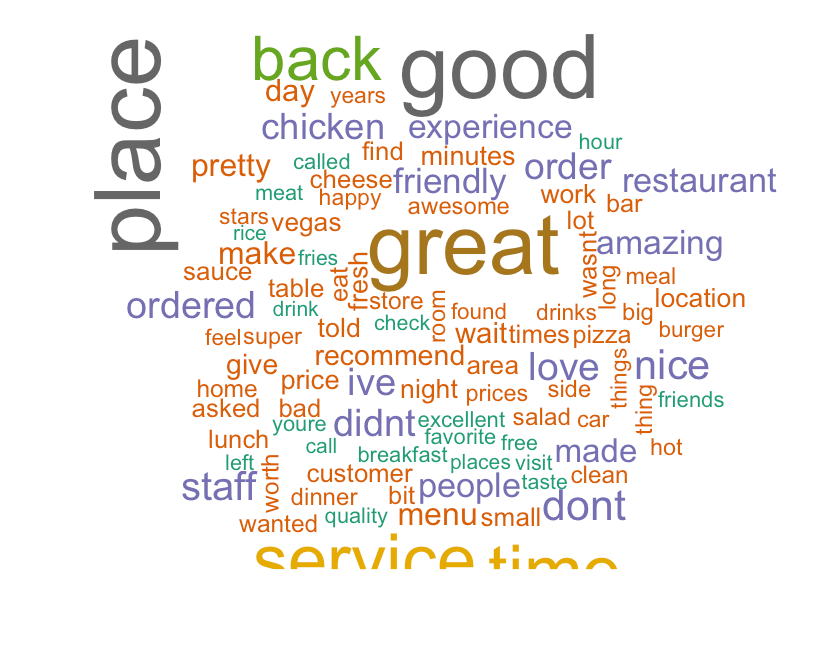 place
back good
day years
chicken experience
hour
find minutes
pretty called order
cheese friendly restaurant
meat happy work
awesome bar
stars vegas lot
rice great wasnt amazing
make fries
sauce eat fresh long meal
table store room location
ordered drink found drinks big
told check
feel super wait times pizza burger
recommend
give area love nice
home price ive night prices side things thing friends
asked bad
youre didnt excellent salad car
lunch favorite free
call breakfast made hot
left worth places visit
staff customer people taste clean
dinner bit dont
wanted quality menu small
service time